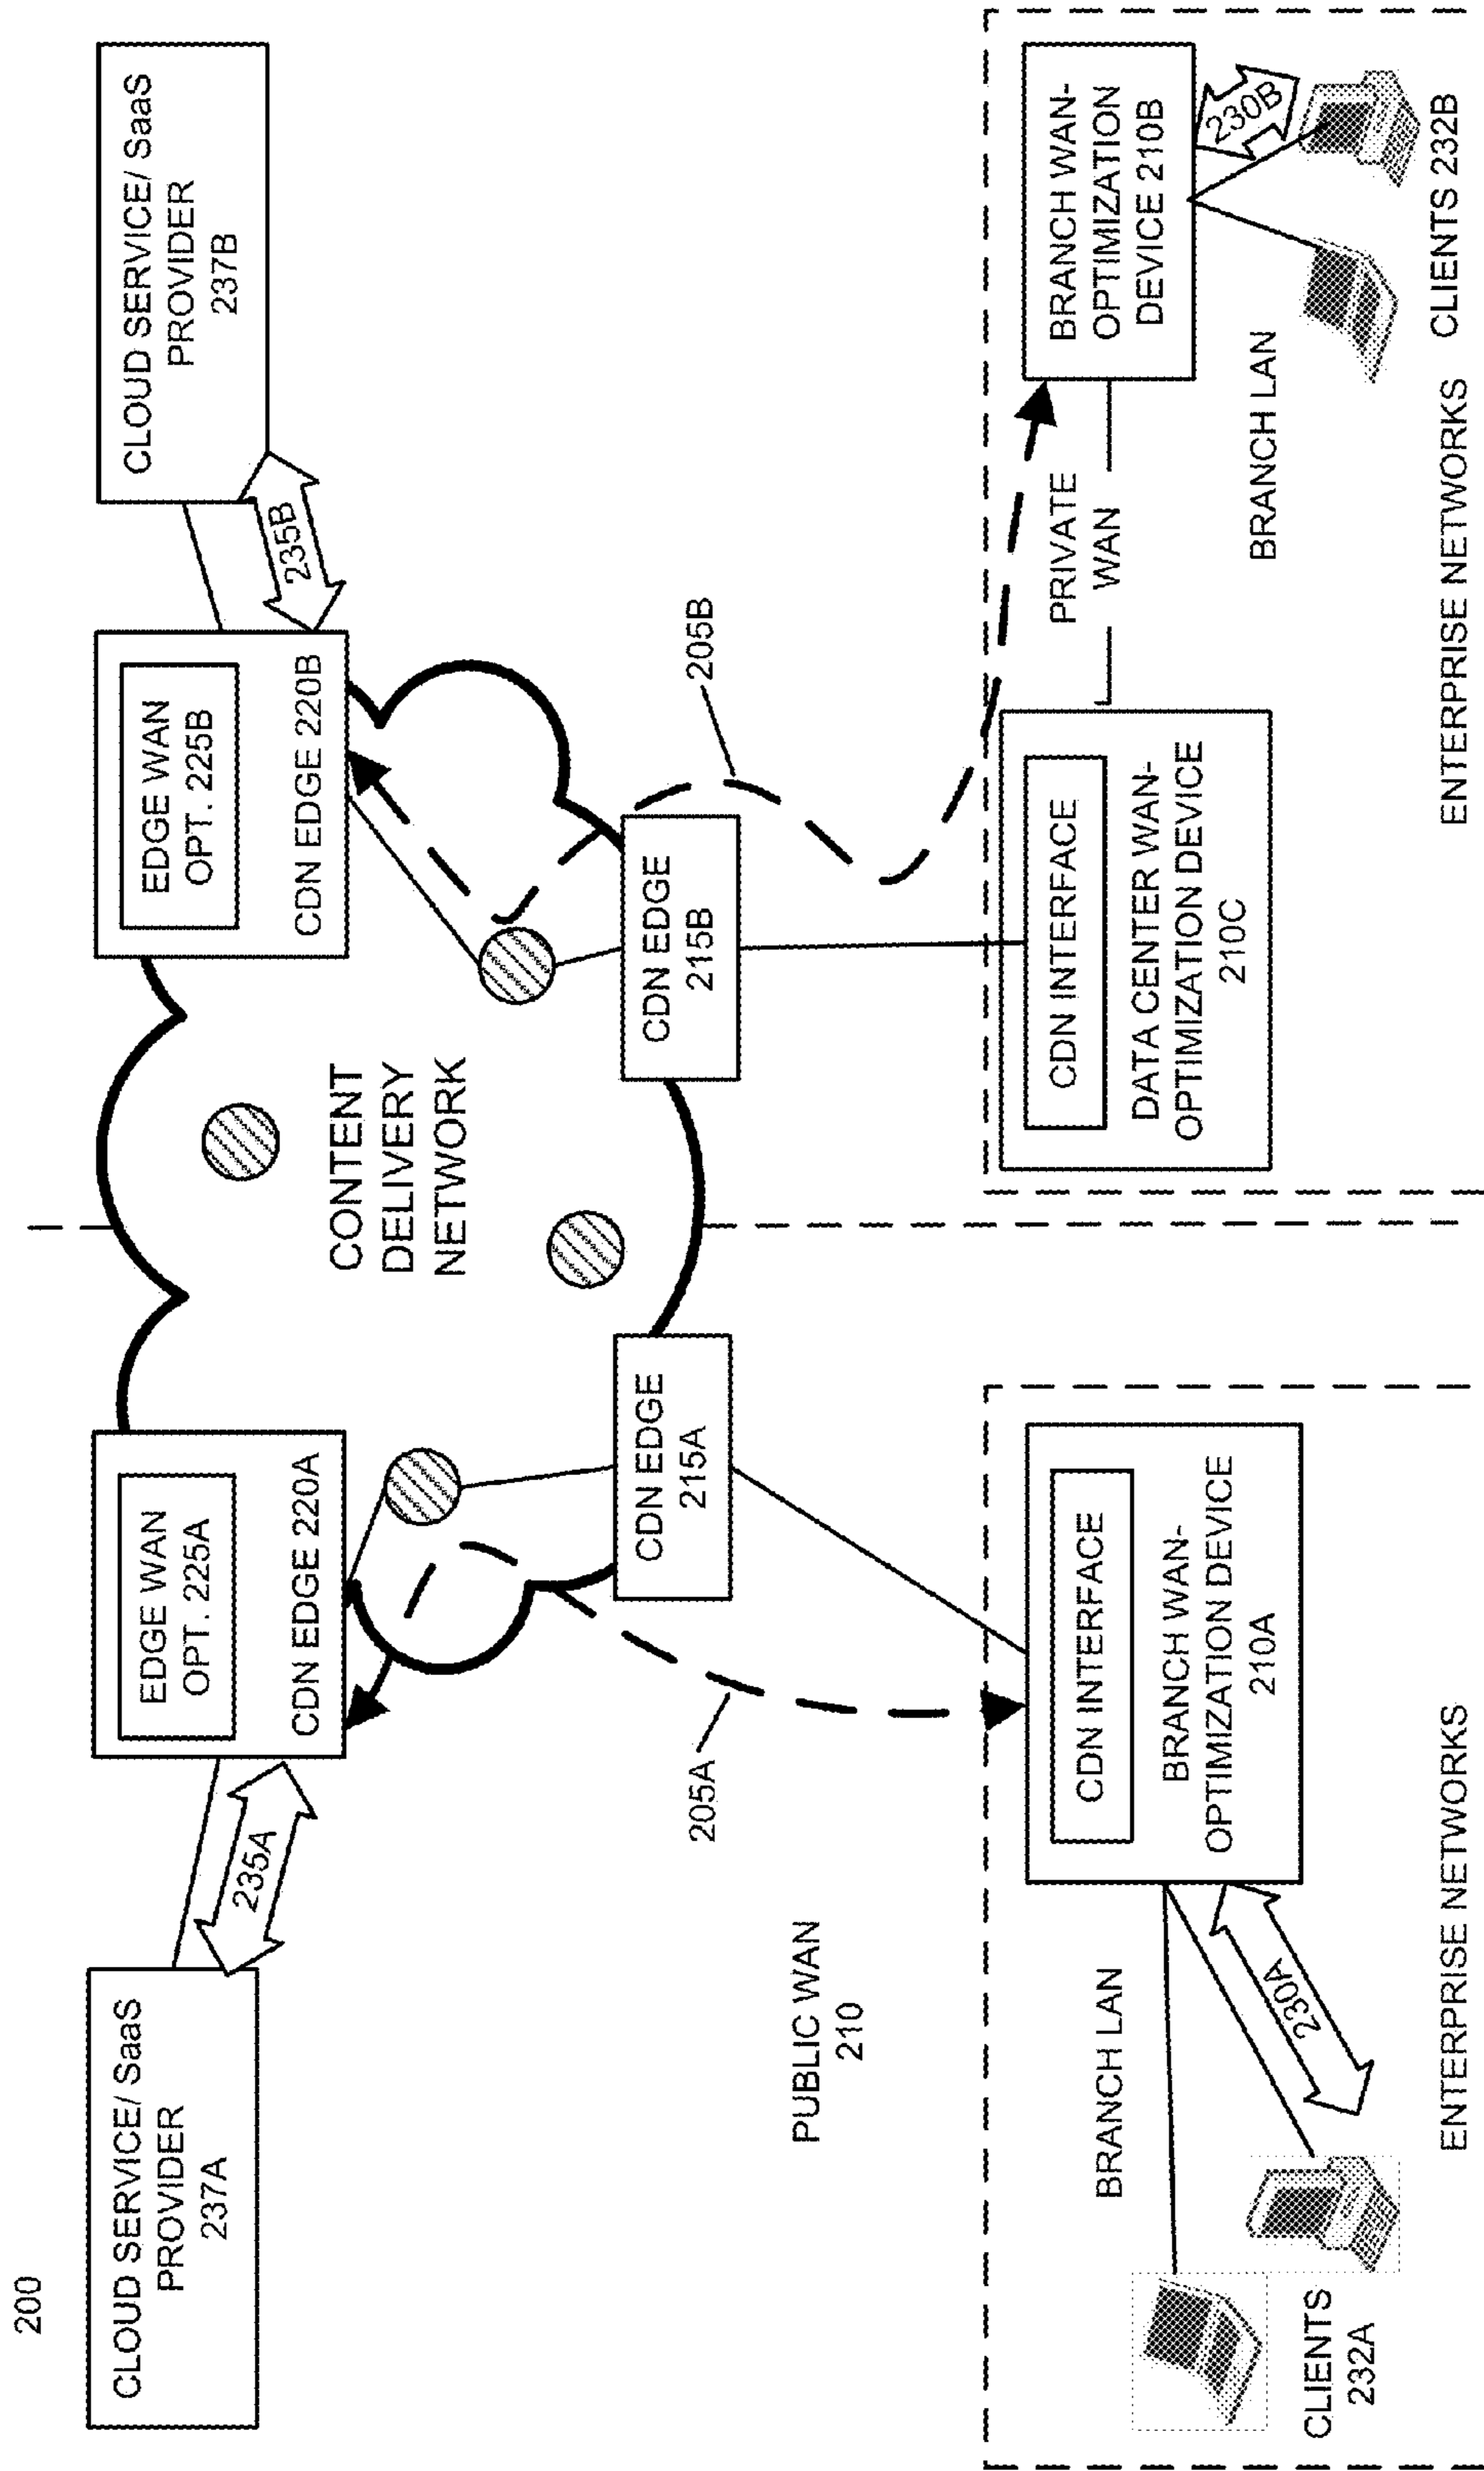 200
CLOUD SERVICE/ SaaS
PROVIDER
237A
235A
EDGE WAN
OPT. 225A
CDN EDGE 220A
CONTENT
DELIVERY
NETWORK
EDGE WAN
OPT. 225B
CDN EDGE 220B
235B
CLOUD SERVICE/ SaaS
PROVIDER
237B
CDN EDGE
215A
CDN EDGE
215B
205A
205B
PUBLIC WAN
210
CDN INTERFACE
BRANCH WAN-
OPTIMIZATION DEVICE
210A
BRANCH LAN
230A
CLIENTS
232A
ENTERPRISE NETWORKS
CDN INTERFACE
DATA CENTER WAN-
OPTIMIZATION DEVICE
210C
PRIVATE
WAN
BRANCH WAN-
OPTIMIZATION
DEVICE 210B
230B
BRANCH LAN
CLIENTS 232B
ENTERPRISE NETWORKS